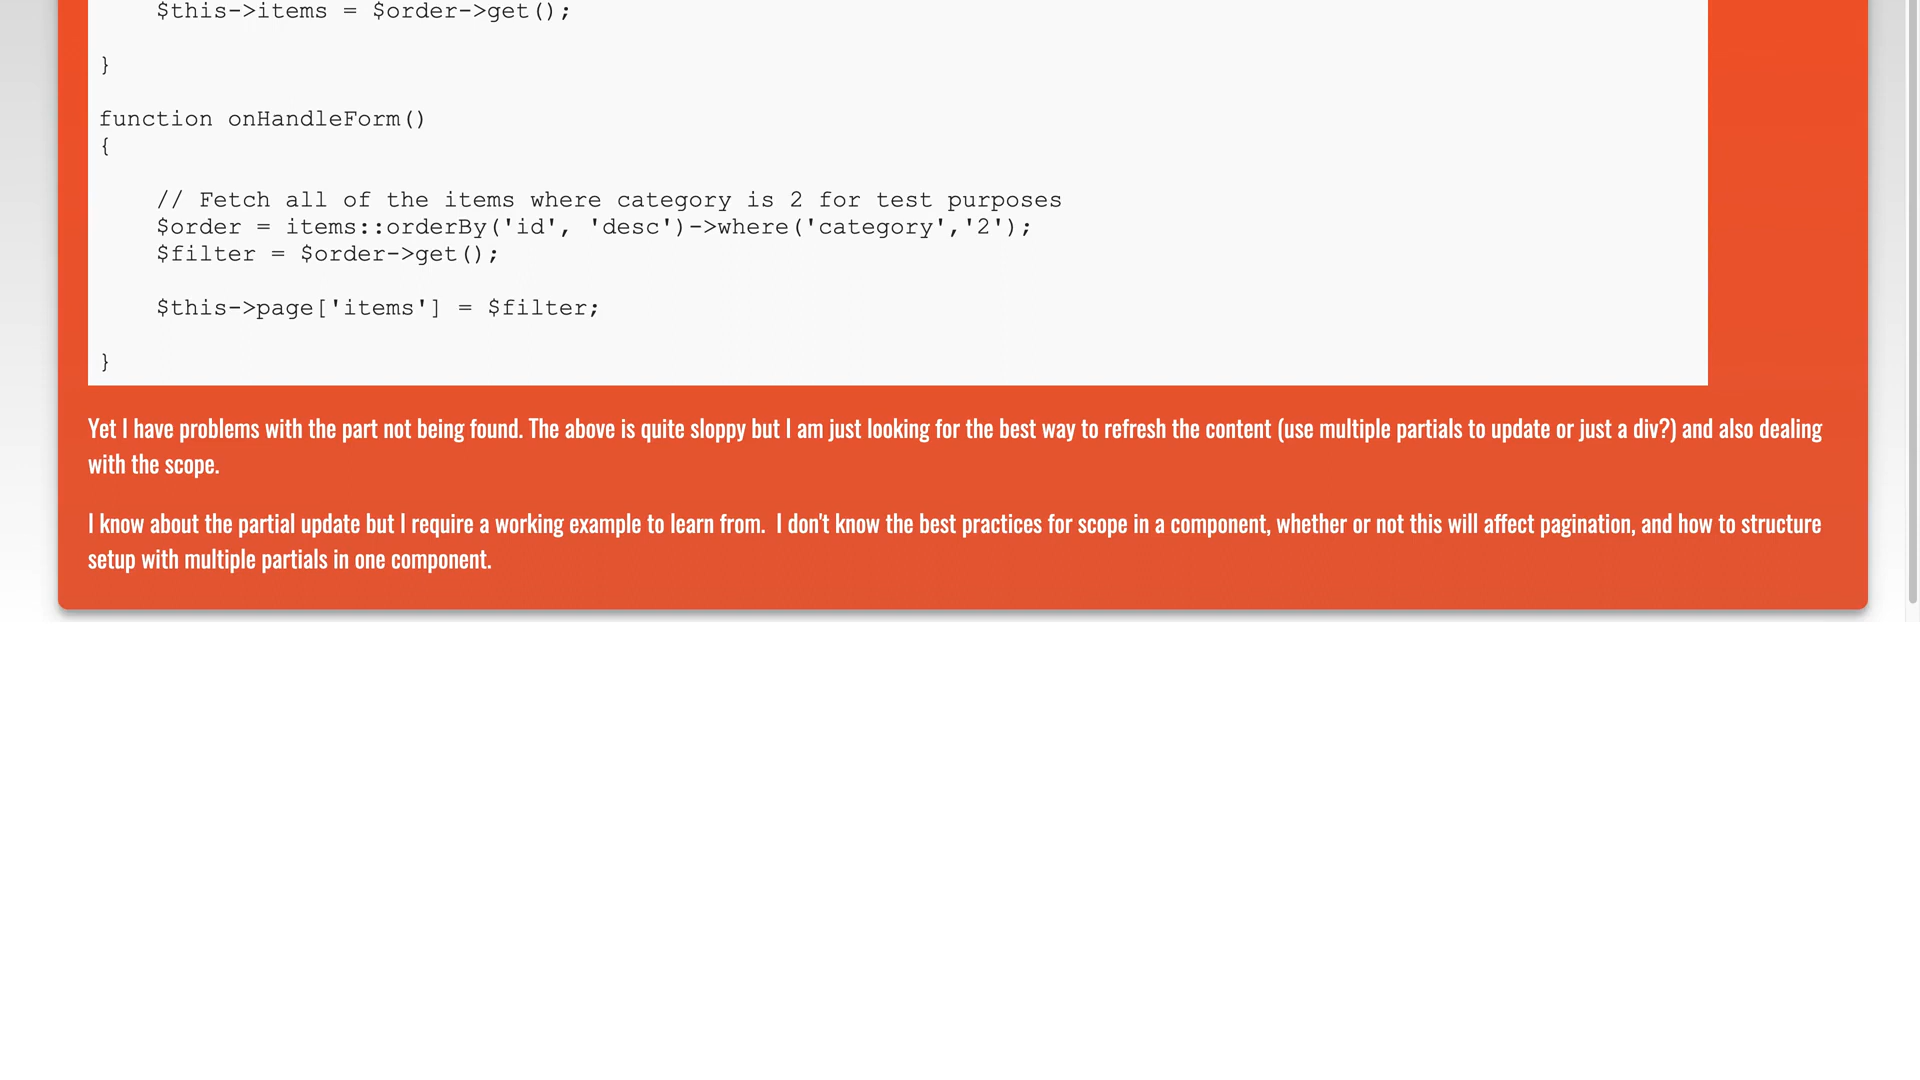 $this->items = $order->get();
}
function onHandleForm()
{
// Fetch all of the items where category is 2 for test purposes
$order = items::orderBy('id', 'desc')->where('category','2');
$filter = $order->get();
$this->page['items'] = $filter;
}
Yet I have problems with the part not being found. The above is quite sloppy but I am just looking for the best way to refresh the content (use multiple partials to update or just a div?) and also dealing
with the scope.
I know about the partial update but I require a working example to learn from.  I don't know the best practices for scope in a component, whether or not this will affect pagination, and how to structure
setup with multiple partials in one component.